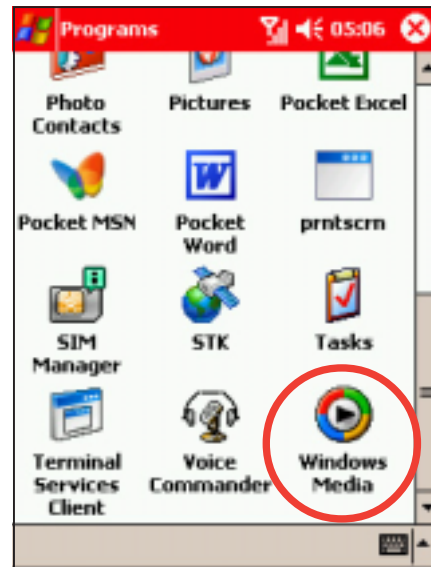 Programs 05:06
Photo Contacts
Pictures
Pocket Excel
Pocket MSN
Pocket Word
prntscrn
SIM Manager
STK
Tasks
Terminal Services Client
Voice Commander
Windows Media